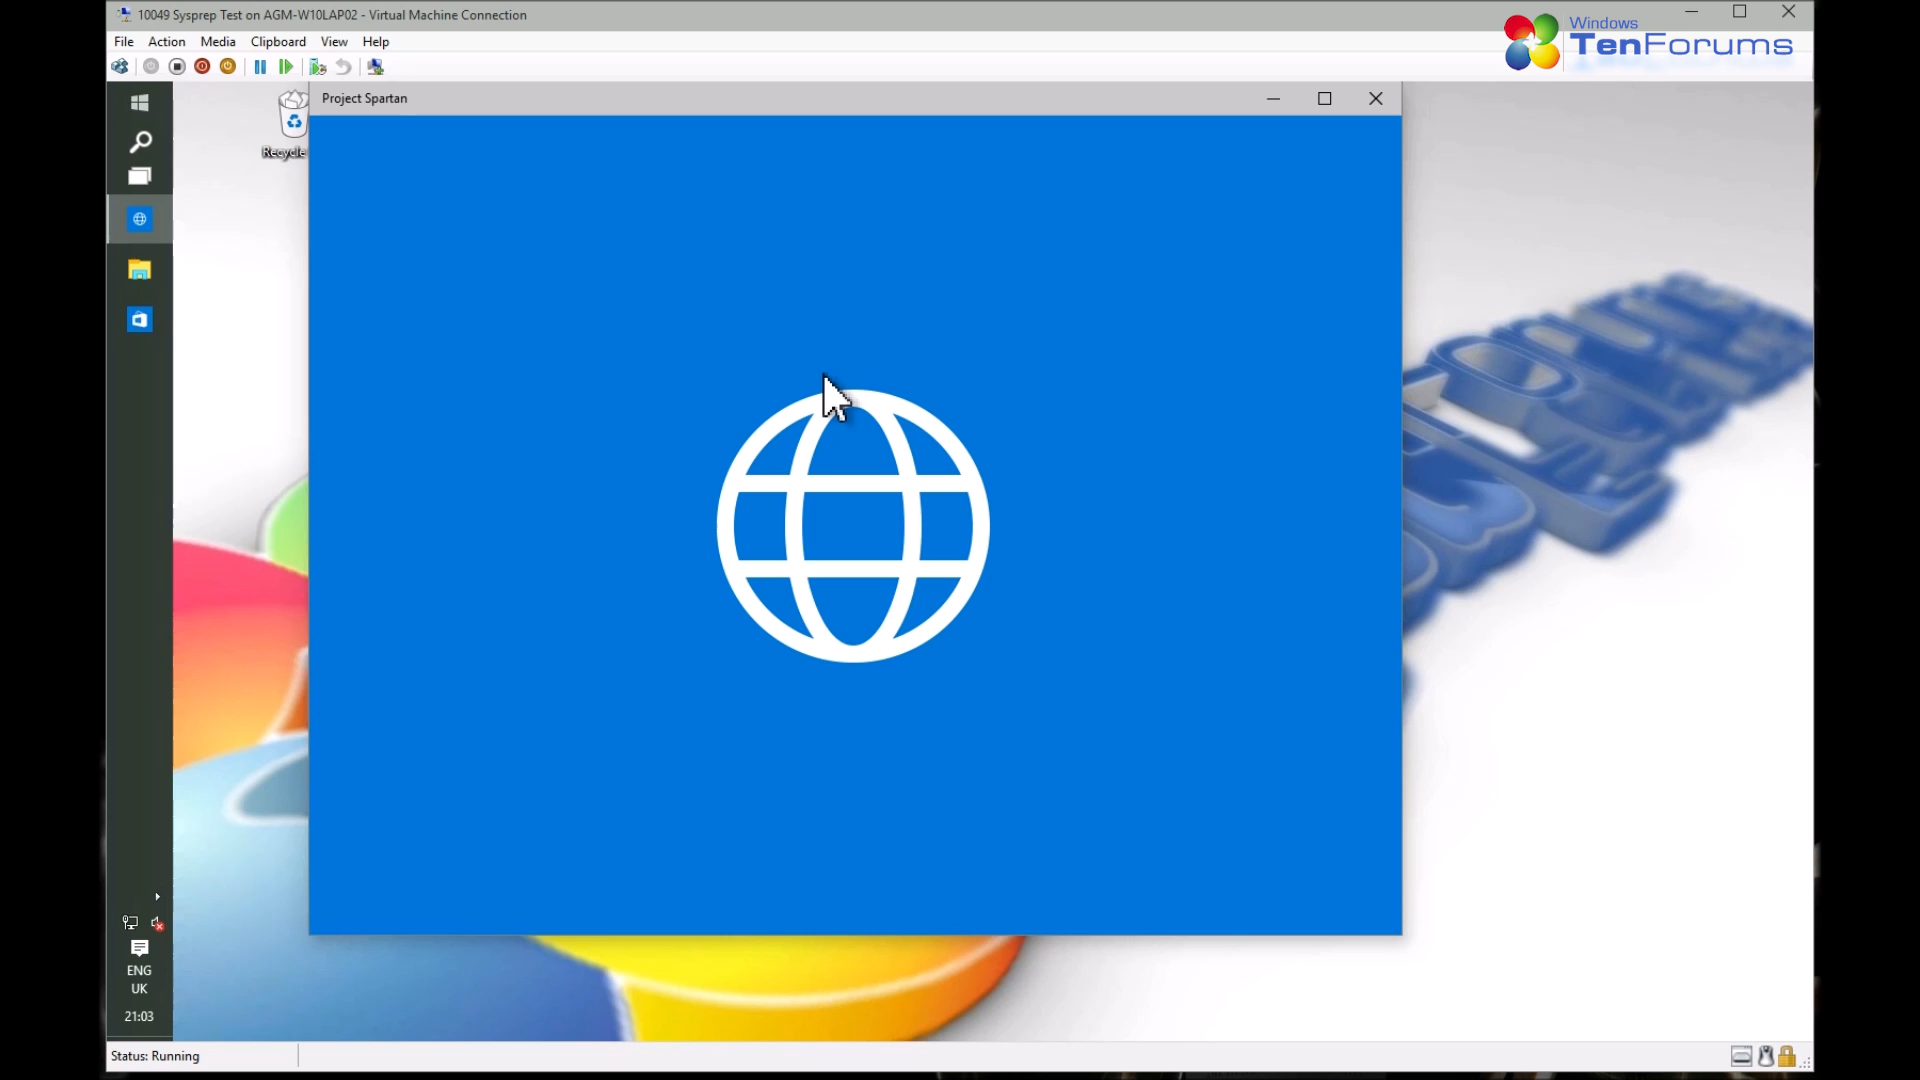 10049 Sysprep Test on AGM-W10LAP02 - Virtual Machine Connection
Windows
TenForums
File Action Media Clipboard View Help
Project Spartan
Recycle
ENG
UK
21:03
Status: Running